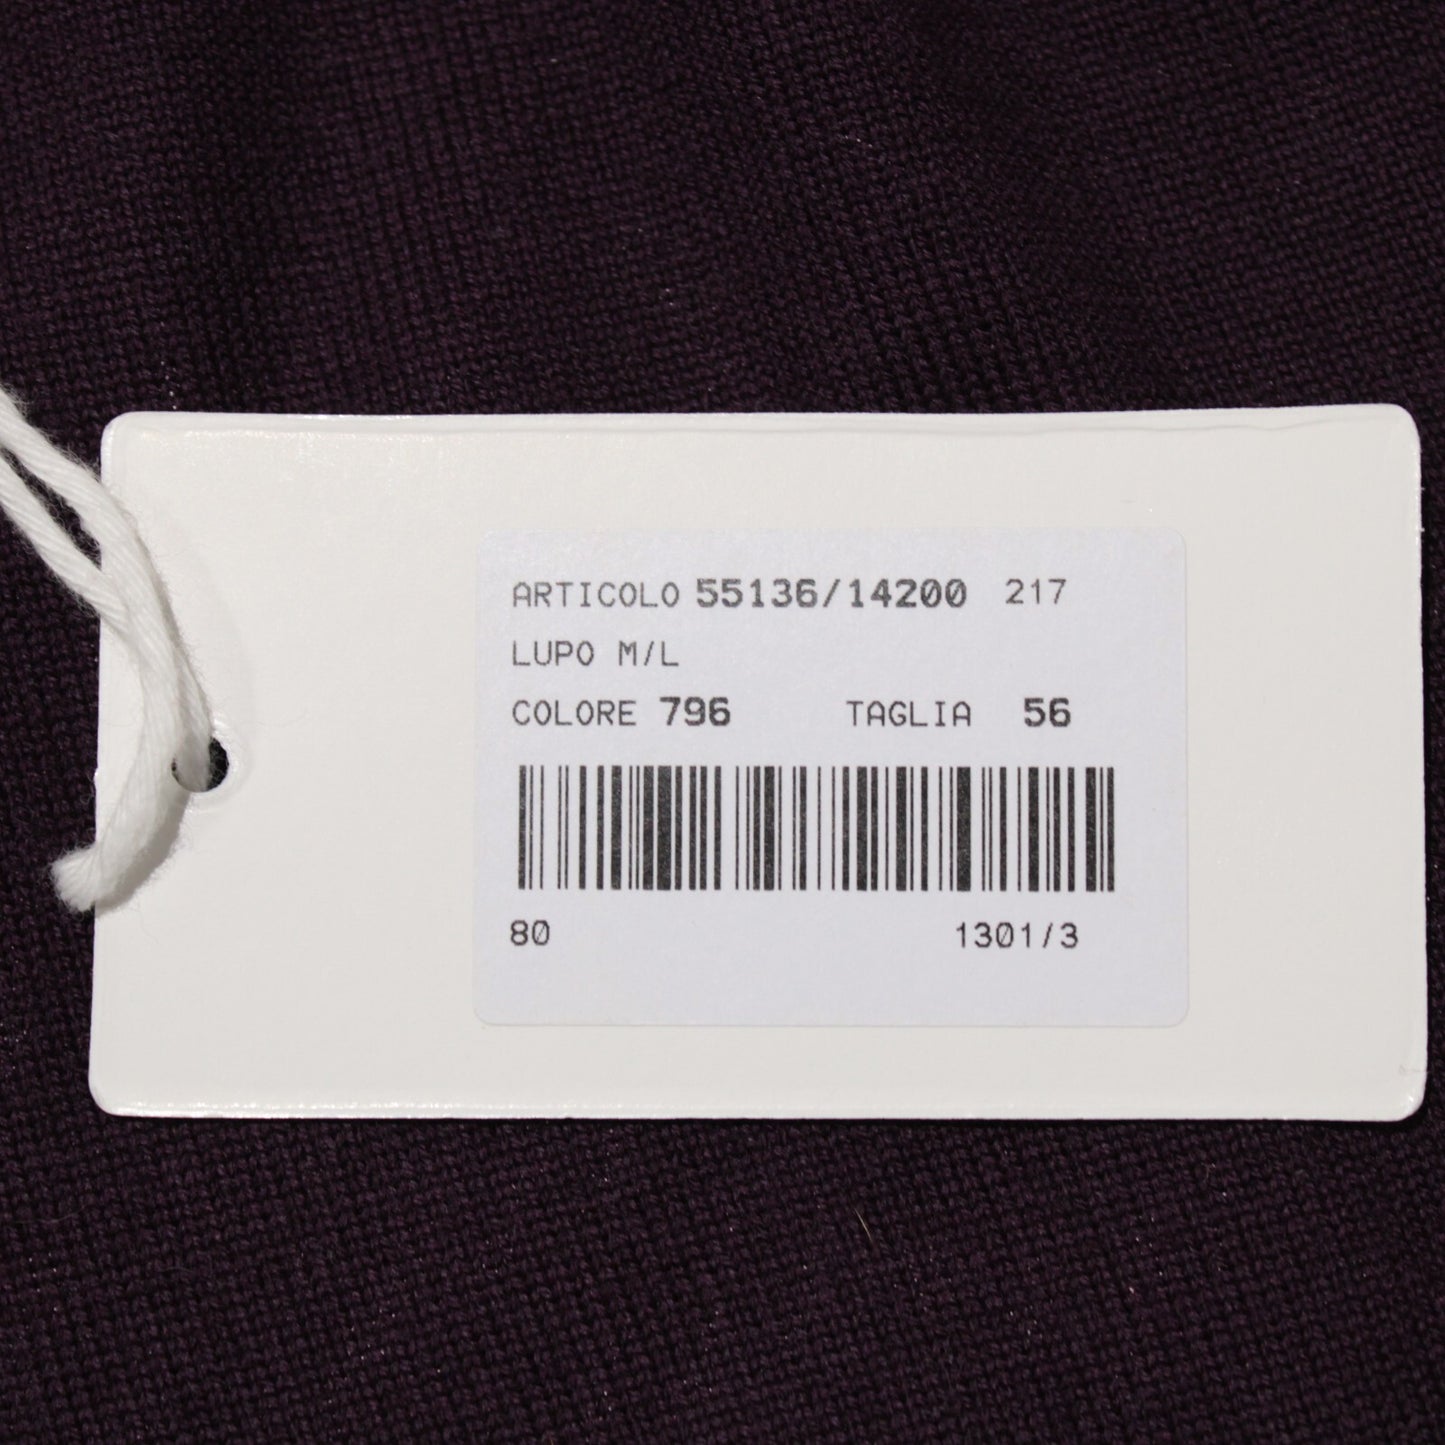 ARTICOLO 55136/14200 217
LUPO M/L
COLORE 796 TAGLIA 56
80 1301/3